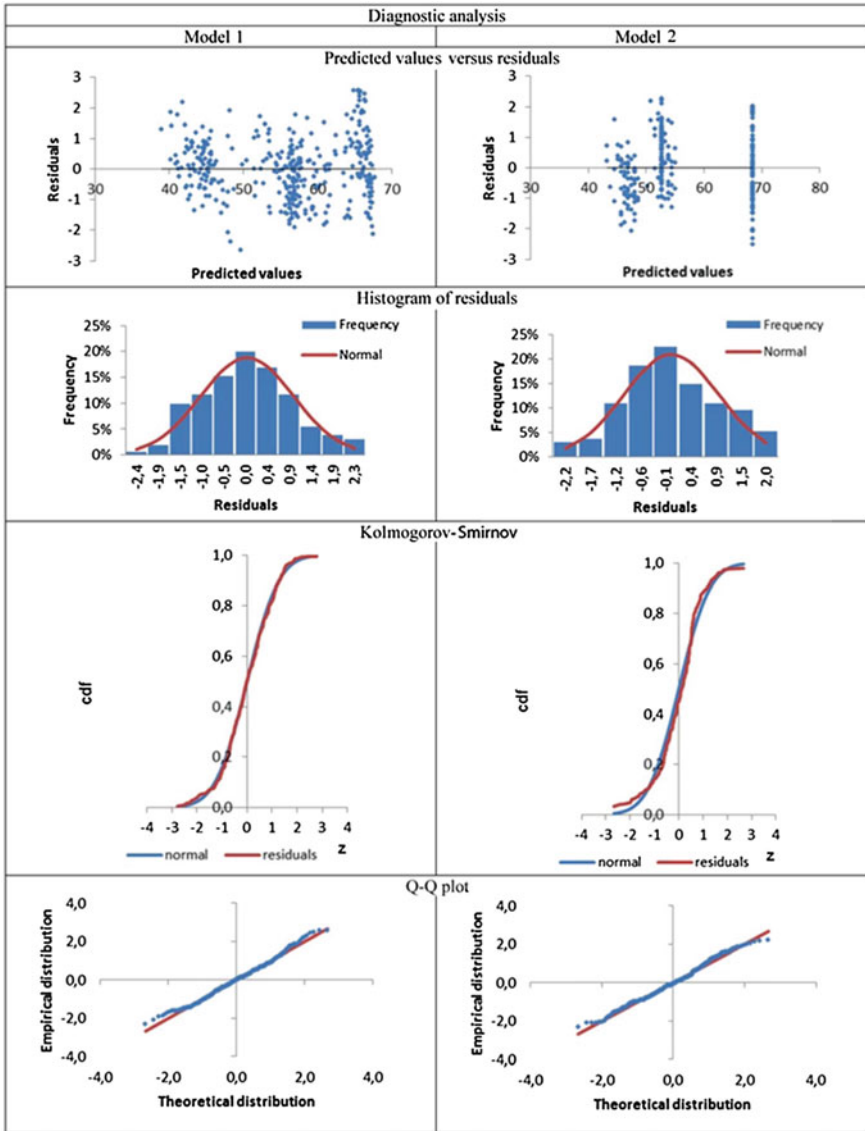 Diagnostic analysis
Model 1 Model 2
Predicted values versus residuals
3
2
1
0
-1
-2
-3
30 40 50 60 70
Residuals
Predicted values
3
2
1
0
-1
-2
-3
30 40 50 60 70 80
Residuals
Predicted values
Histogram of residuals
25%
20%
15%
10%
5%
0%
Frequency
Frequency
Normal
-2,4 -1,9 -1,5 -1,0 -0,5 0,0 0,4 0,9 1,4 1,9 2,3
Residuals
25%
20%
15%
10%
5%
0%
Frequency
Frequency
Normal
-2,2 -1,7 -1,2 -0,6 -0,1 0,4 0,9 1,5 2,0
Residuals
Kolmogorov-Smirnov
1,0
0,8
0,6
0,4
0,2
0,0
cdf
-4 -3 -2 -1 0 1 2 3 4
z
normal residuals
1,0
0,8
0,6
0,4
0,2
0,0
cdf
-4 -3 -2 -1 0 1 2 3 4
z
normal residuals
Q-Q plot
4,0
2,0
0,0
-2,0
-4,0
Empirical distribution
-4,0 -2,0 0,0 2,0 4,0
Theoretical distribution
4,0
2,0
0,0
-2,0
-4,0
Empirical distribution
-4,0 -2,0 0,0 2,0 4,0
Theoretical distribution